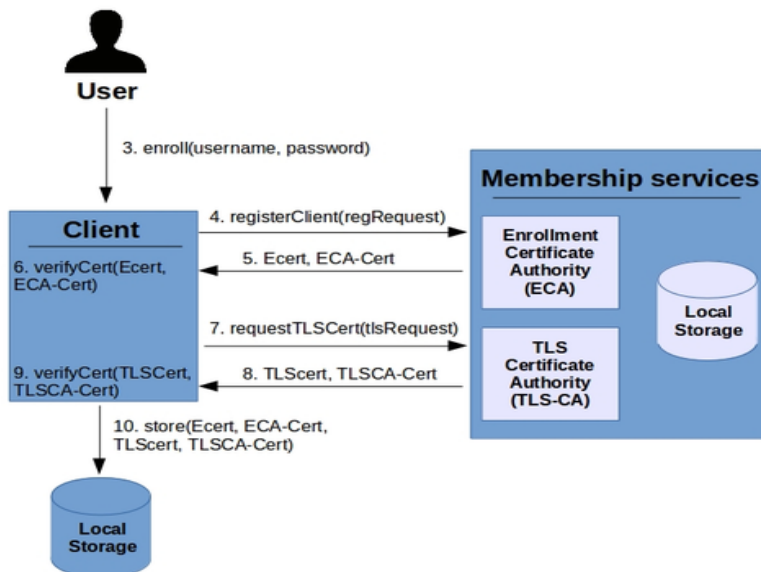 User
3. enroll(username, password)
Membership services
Client
4. registerClient(regRequest)
Enrollment
Certificate
Authority
(ECA)
5. Ecert, ECA-Cert
6. verifyCert(Ecert,
ECA-Cert)
Local
Storage
7. requestTLSCert(tlsRequest)
TLS
Certificate
Authority
(TLS-CA)
8. TLScert, TLSCA-Cert
9. verifyCert(TLSCert,
TLSCA-Cert)
10. store(Ecert, ECA-Cert,
TLScert, TLSCA-Cert)
Local
Storage